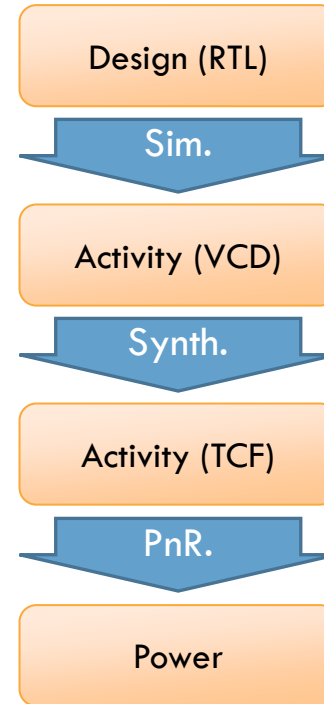 Design (RTL)
Sim.
Activity (VCD)
Synth.
Activity (TCF)
PnR.
Power